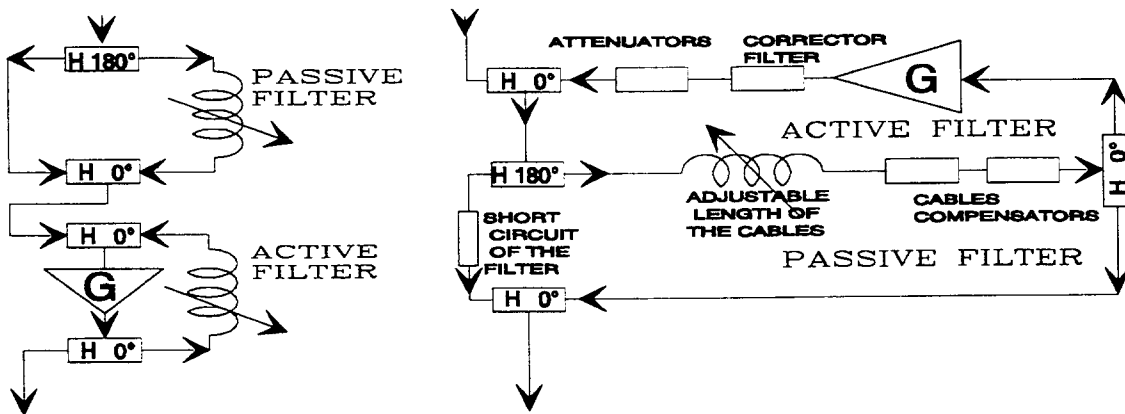 H 180°
PASSIVE
FILTER
H 0°
H 0°
G
ACTIVE
FILTER
H 0°
ATTENUATORS
CORRECTOR
FILTER
H 0°
G
ACTIVE FILTER
H 0°
H 180°
ADJUSTABLE
LENGTH OF
THE CABLES
CABLES
COMPENSATORS
SHORT
CIRCUIT
OF THE
FILTER
PASSIVE FILTER
H 0°